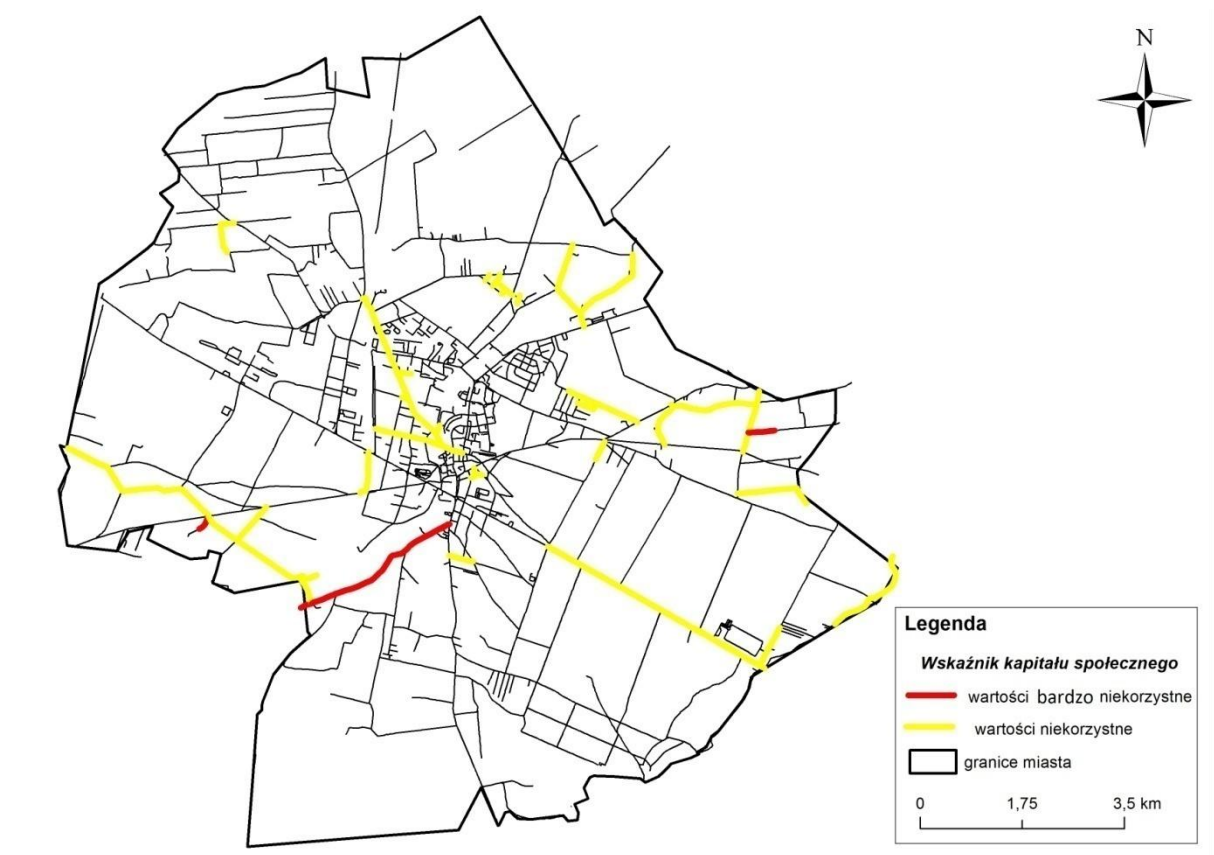 N
Legenda
Wskaźnik kapitału społecznego
wartości bardzo niekorzystne
wartości niekorzystne
granice miasta
0 1,75 3,5 km